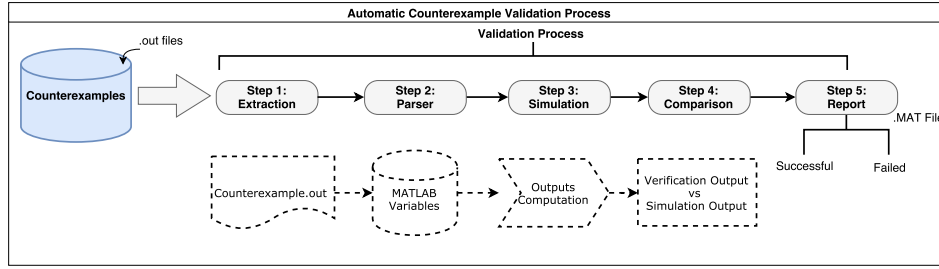 Automatic Counterexample Validation Process
Validation Process
.out files
Counterexamples
Step 1:
Extraction
Step 2:
Parser
Step 3:
Simulation
Step 4:
Comparison
Step 5:
Report
.MAT File
Successful
Failed
Counterexample.out
MATLAB
Variables
Outputs
Computation
Verification Output
vs
Simulation Output